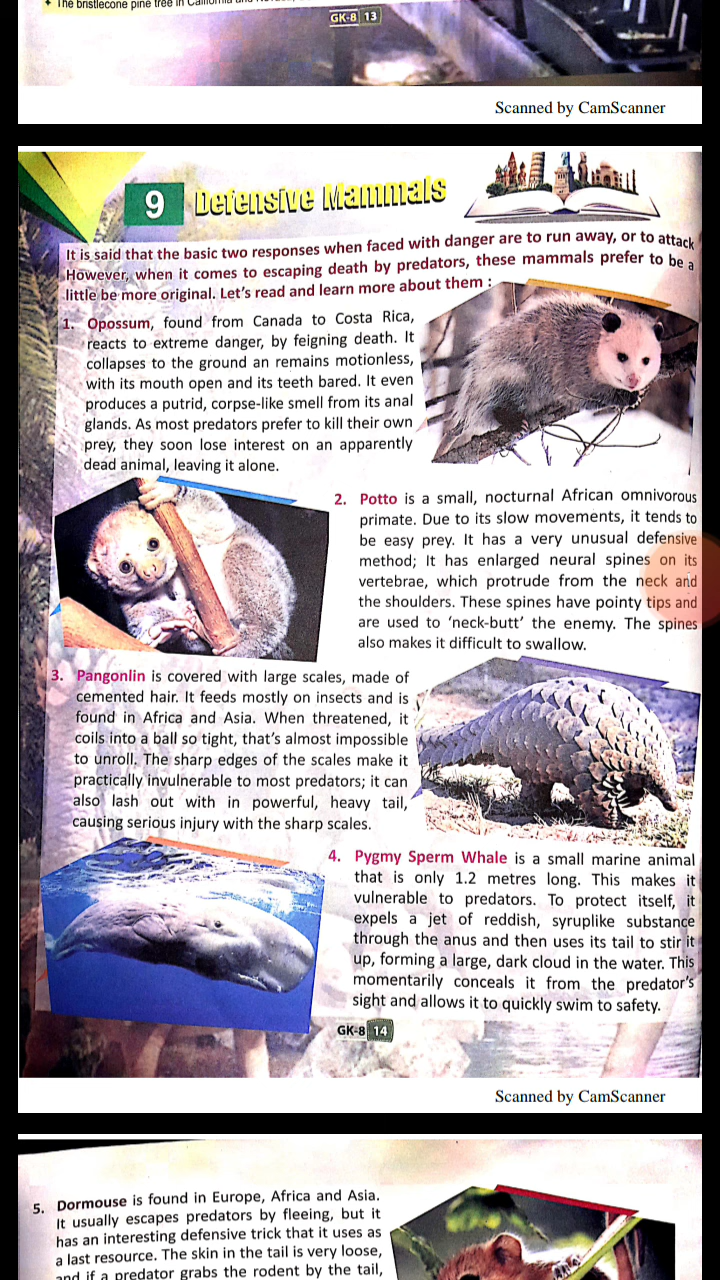 The bristlecone pine tree in California and
GK-8 13
Scanned by CamScanner
9 Defensive Mammals
It is said that the basic two responses when faced with danger are to run away, or to attack
However, when it comes to escaping death by predators, these mammals prefer to be a
little be more original. Let's read and learn more about them :
1. Opossum, found from Canada to Costa Rica,
reacts to extreme danger, by feigning death. It
collapses to the ground an remains motionless,
with its mouth open and its teeth bared. It even
produces a putrid, corpse-like smell from its anal
glands. As most predators prefer to kill their own
prey, they soon lose interest on an apparently
dead animal, leaving it alone.
2. Potto is a small, nocturnal African omnivorous
primate. Due to its slow movements, it tends to
be easy prey. It has a very unusual defensive
method; It has enlarged neural spines on its
vertebrae, which protrude from the neck and
the shoulders. These spines have pointy tips and
are used to 'neck-butt' the enemy. The spines
also makes it difficult to swallow.
3. Pangonlin is covered with large scales, made of
cemented hair. It feeds mostly on insects and is
found in Africa and Asia. When threatened, it
coils into a ball so tight, that's almost impossible
to unroll. The sharp edges of the scales make it
practically invulnerable to most predators; it can
also lash out with in powerful, heavy tail,
causing serious injury with the sharp scales.
4. Pygmy Sperm Whale is a small marine animal
that is only 1.2 metres long. This makes it
vulnerable to predators. To protect itself, it
expels a jet of reddish, syruplike substance
through the anus and then uses its tail to stir it
up, forming a large, dark cloud in the water. This
momentarily conceals it from the predator's
sight and allows it to quickly swim to safety.
GK-8 14
Scanned by CamScanner
5. Dormouse is found in Europe, Africa and Asia.
It usually escapes predators by fleeing, but it
has an interesting defensive trick that it uses as
a last resource. The skin in the tail is very loose,
and if a predator grabs the rodent by the tail,